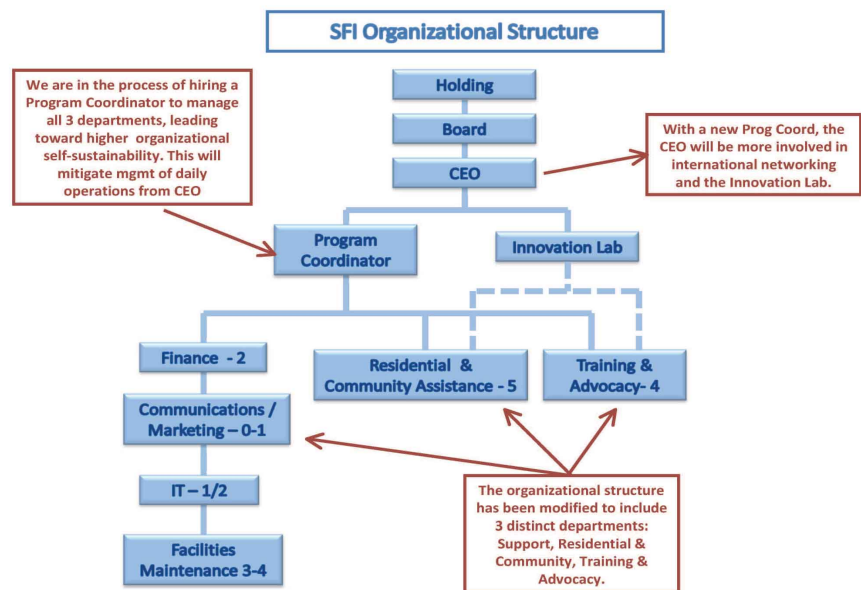 SFI Organizational Structure
We are in the process of hiring a
Program Coordinator to manage
all 3 departments, leading
toward higher organizational
self-sustainability. This will
mitigate mgmt of daily
operations from CEO
Holding
Board
CEO
With a new Prog Coord, the
CEO will be more involved in
international networking
and the Innovation Lab.
Program
Coordinator
Innovation Lab
Finance - 2
Residential &
Community Assistance - 5
Training &
Advocacy- 4
Communications /
Marketing – 0-1
IT – 1/2
Facilities
Maintenance 3-4
The organizational structure
has been modified to include
3 distinct departments:
Support, Residential &
Community, Training &
Advocacy.